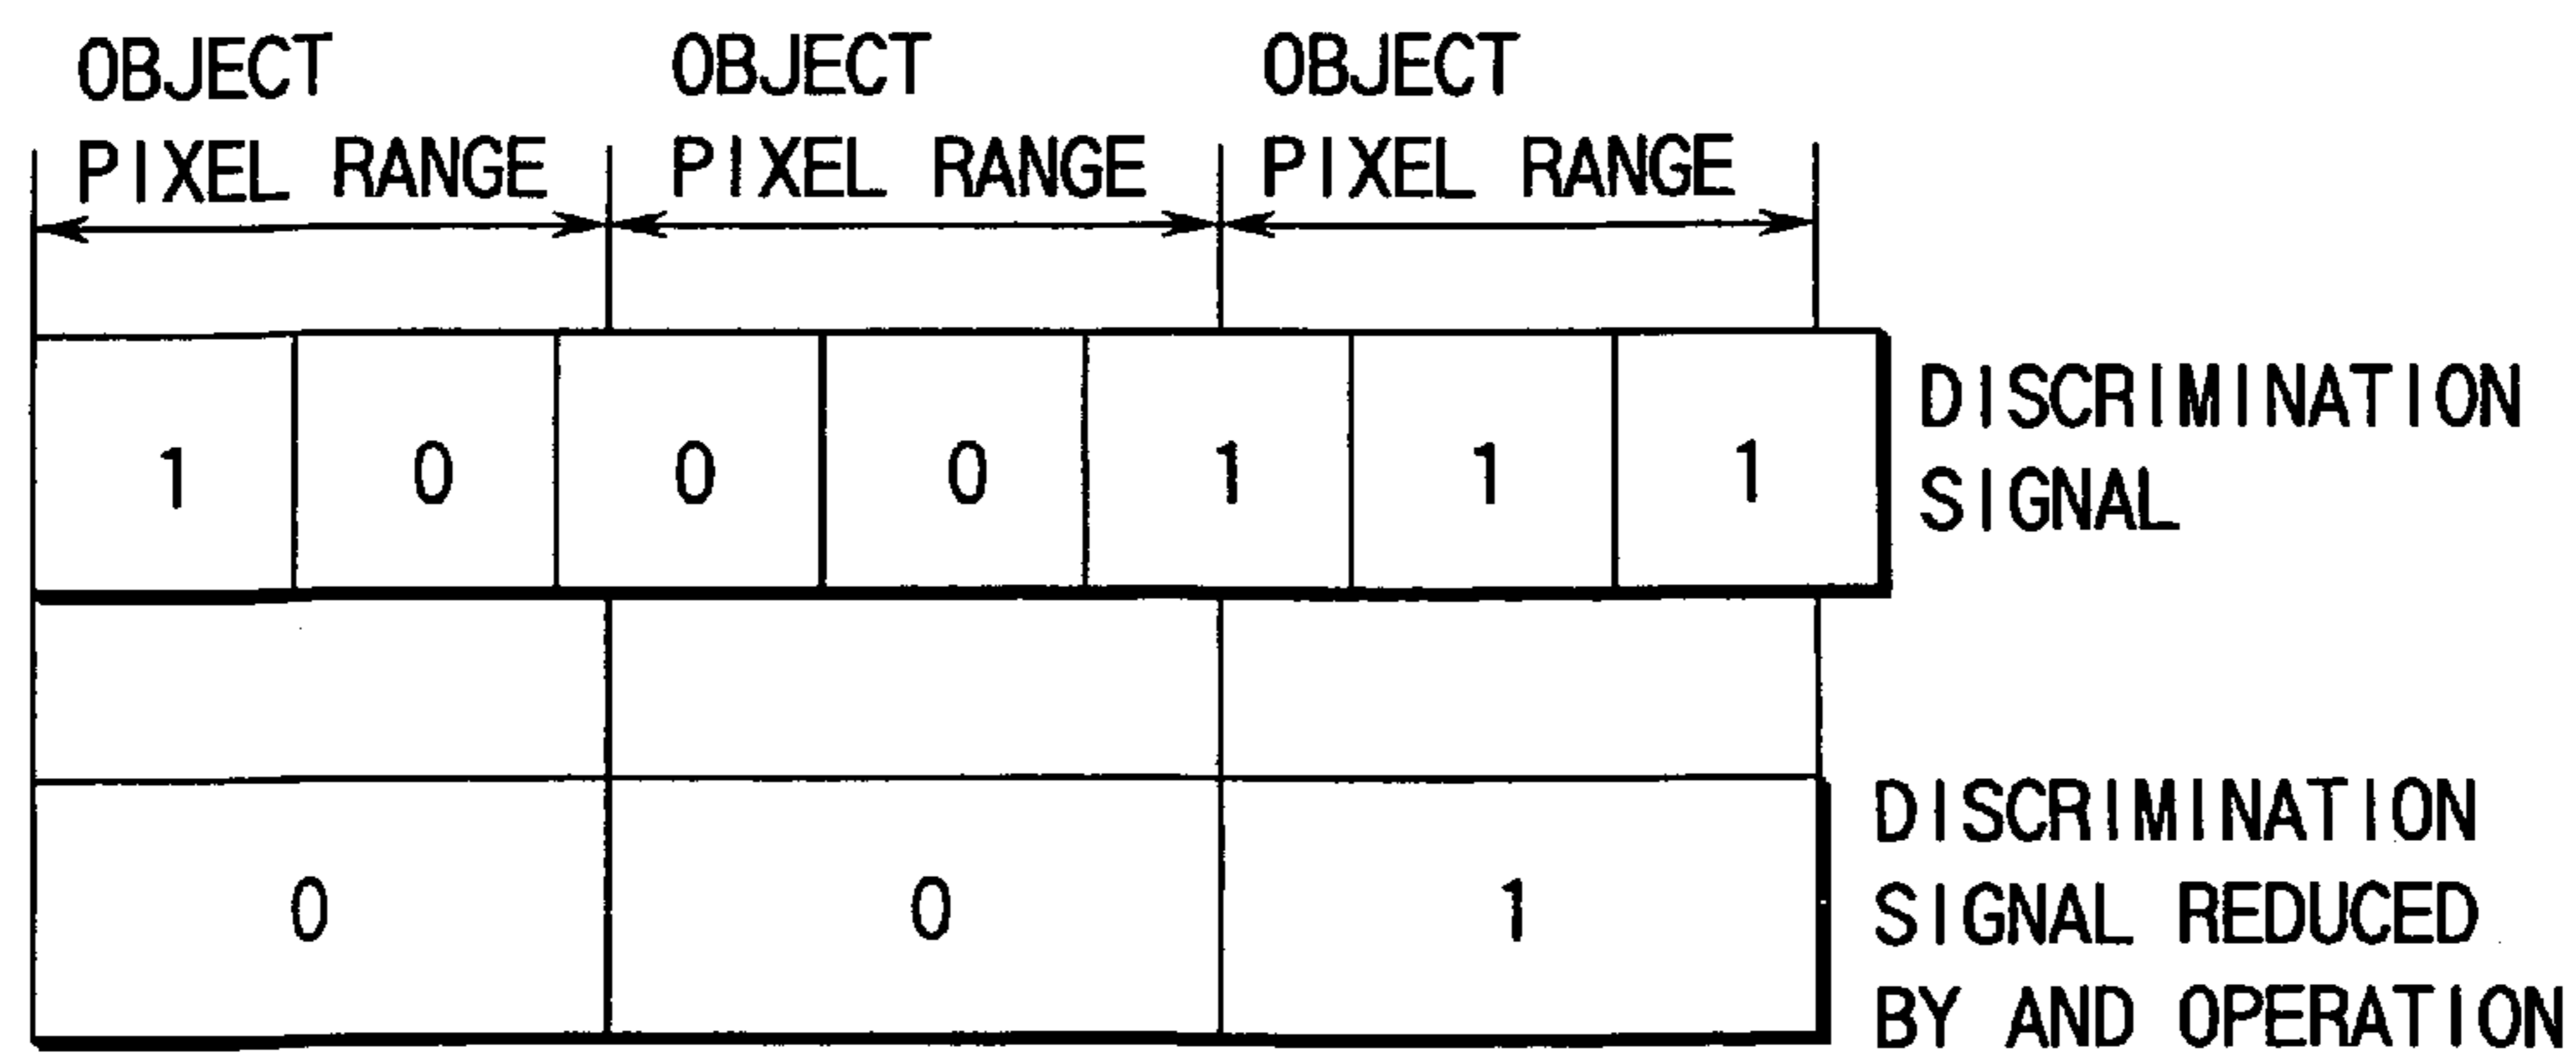 OBJECT OBJECT OBJECT
PIXEL RANGE PIXEL RANGE PIXEL RANGE
1 0 0 0 1 1 1
DISCRIMINATION
SIGNAL
0 0 1
DISCRIMINATION
SIGNAL REDUCED
BY AND OPERATION